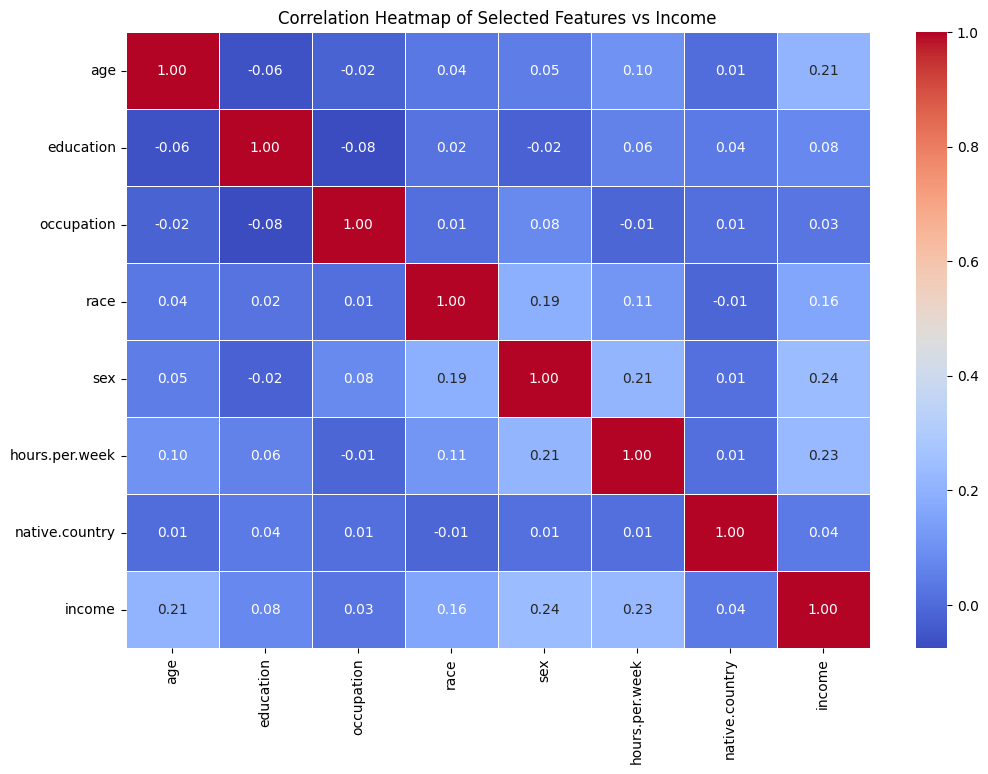 Correlation Heatmap of Selected Features vs Income
age 1.00 -0.06 -0.02 0.04 0.05 0.10 0.01 0.21
education -0.06 1.00 -0.08 0.02 -0.02 0.06 0.04 0.08
occupation -0.02 -0.08 1.00 0.01 0.08 -0.01 0.01 0.03
race 0.04 0.02 0.01 1.00 0.19 0.11 -0.01 0.16
sex 0.05 -0.02 0.08 0.19 1.00 0.21 0.01 0.24
hours.per.week 0.10 0.06 -0.01 0.11 0.21 1.00 0.01 0.23
native.country 0.01 0.04 0.01 -0.01 0.01 0.01 1.00 0.04
income 0.21 0.08 0.03 0.16 0.24 0.23 0.04 1.00
age education occupation race sex hours.per.week native.country income
1.0
0.8
0.6
0.4
0.2
0.0